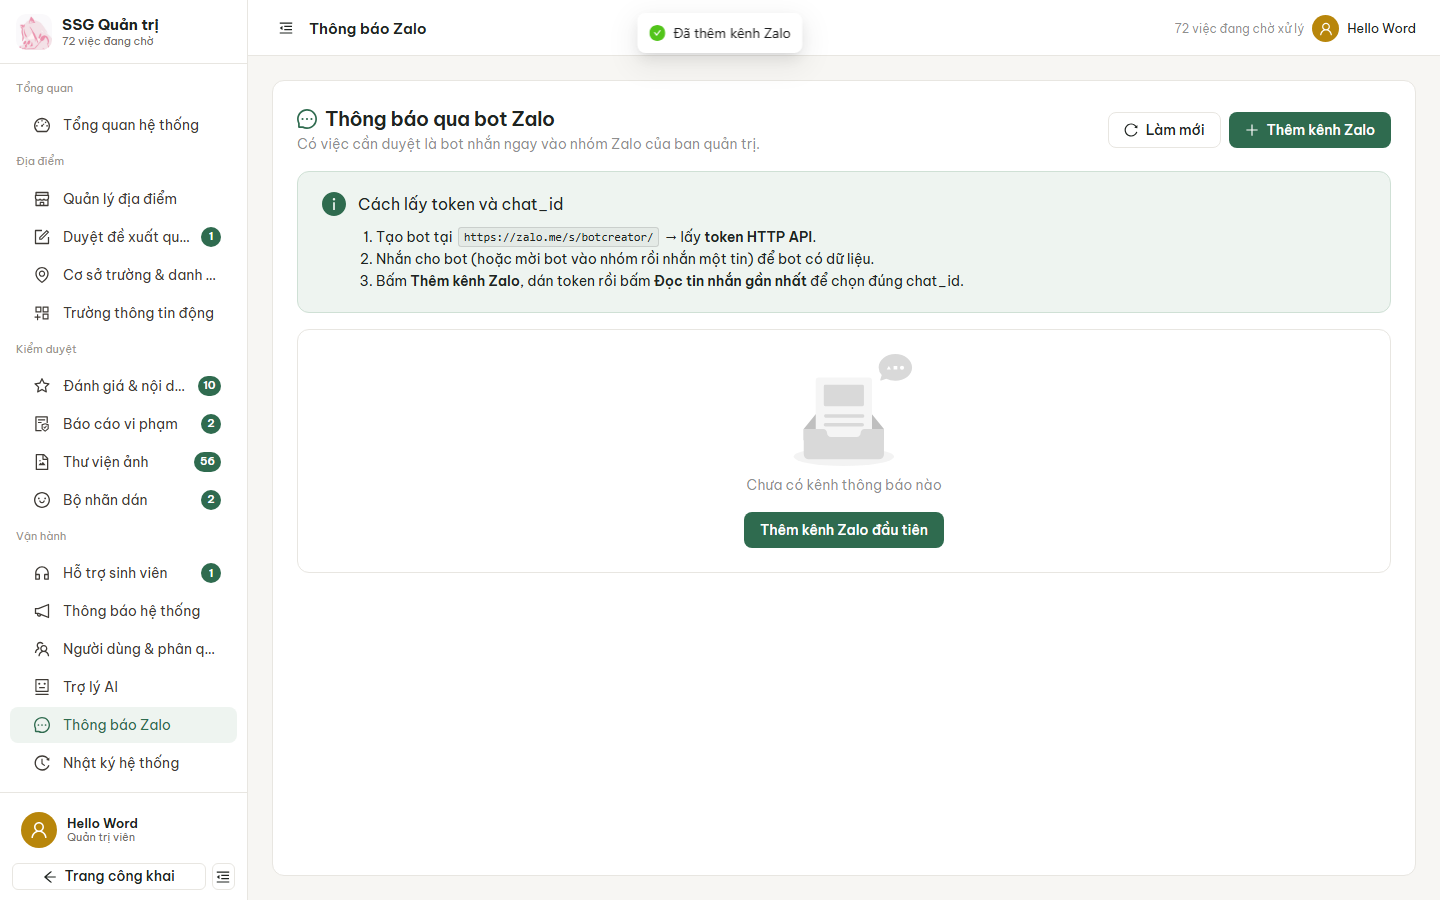 SSG Quản trị
72 việc đang chờ
Tổng quan
Tổng quan hệ thống
Địa điểm
Quản lý địa điểm
Duyệt đề xuất qu... 1
Cơ sở trường & danh ...
Trường thông tin động
Kiểm duyệt
Đánh giá & nội d... 10
Báo cáo vi phạm 2
Thư viện ảnh 56
Bộ nhãn dán 2
Vận hành
Hỗ trợ sinh viên 1
Thông báo hệ thống
Người dùng & phân q...
Trợ lý AI
Thông báo Zalo
Nhật ký hệ thống
Hello Word
Quản trị viên
Trang công khai
Thông báo Zalo
Đã thêm kênh Zalo
72 việc đang chờ xử lý
Hello Word
Thông báo qua bot Zalo
Có việc cần duyệt là bot nhắn ngay vào nhóm Zalo của ban quản trị.
Làm mới
Thêm kênh Zalo
Cách lấy token và chat_id
1. Tạo bot tại https://zalo.me/s/botcreator/ → lấy token HTTP API.
2. Nhắn cho bot (hoặc mời bot vào nhóm rồi nhắn một tin) để bot có dữ liệu.
3. Bấm Thêm kênh Zalo, dán token rồi bấm Đọc tin nhắn gần nhất để chọn đúng chat_id.
Chưa có kênh thông báo nào
Thêm kênh Zalo đầu tiên